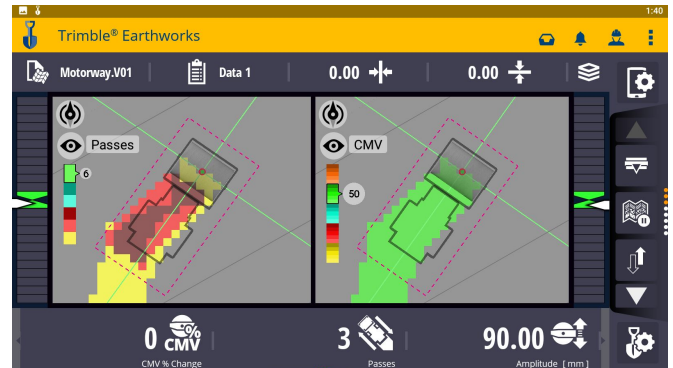 1:40
Trimble® Earthworks
Motorway.V01
Data 1
0.00
0.00
Passes
6
CMV
50
0
CMV
CMV % Change
3
Passes
90.00
Amplitude [ mm ]